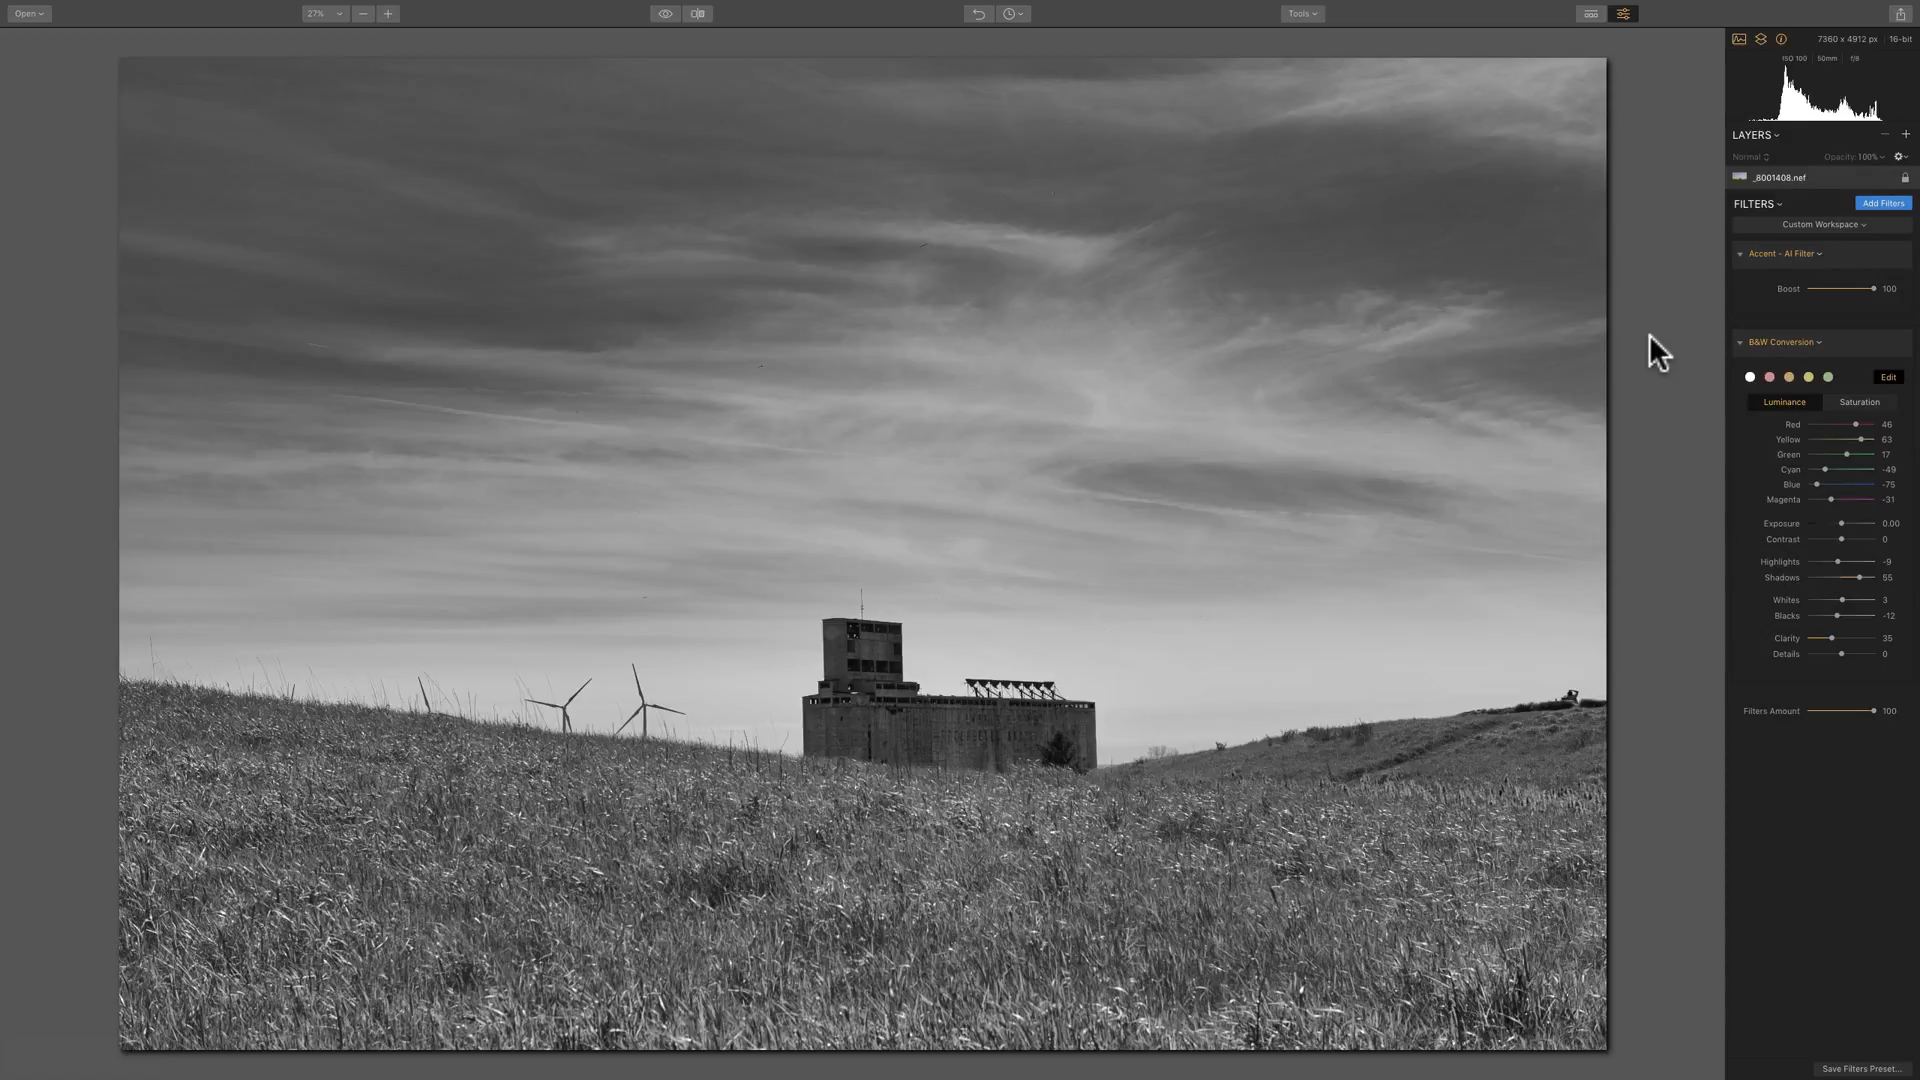 Open
27%
Tools
7360 x 4912 px 16-bit
ISO 100 50mm f/8
LAYERS
Normal Opacity: 100%
_8001408.nef
FILTERS Add Filters
Custom Workspace
Accent - AI Filter
Boost 100
B&W Conversion
Edit
Luminance Saturation
Red 46
Yellow 63
Green 17
Cyan -49
Blue -75
Magenta -31
Exposure 0.00
Contrast 0
Highlights -9
Shadows 55
Whites 3
Blacks -12
Clarity 35
Details 0
Filters Amount 100
Save Filters Preset...